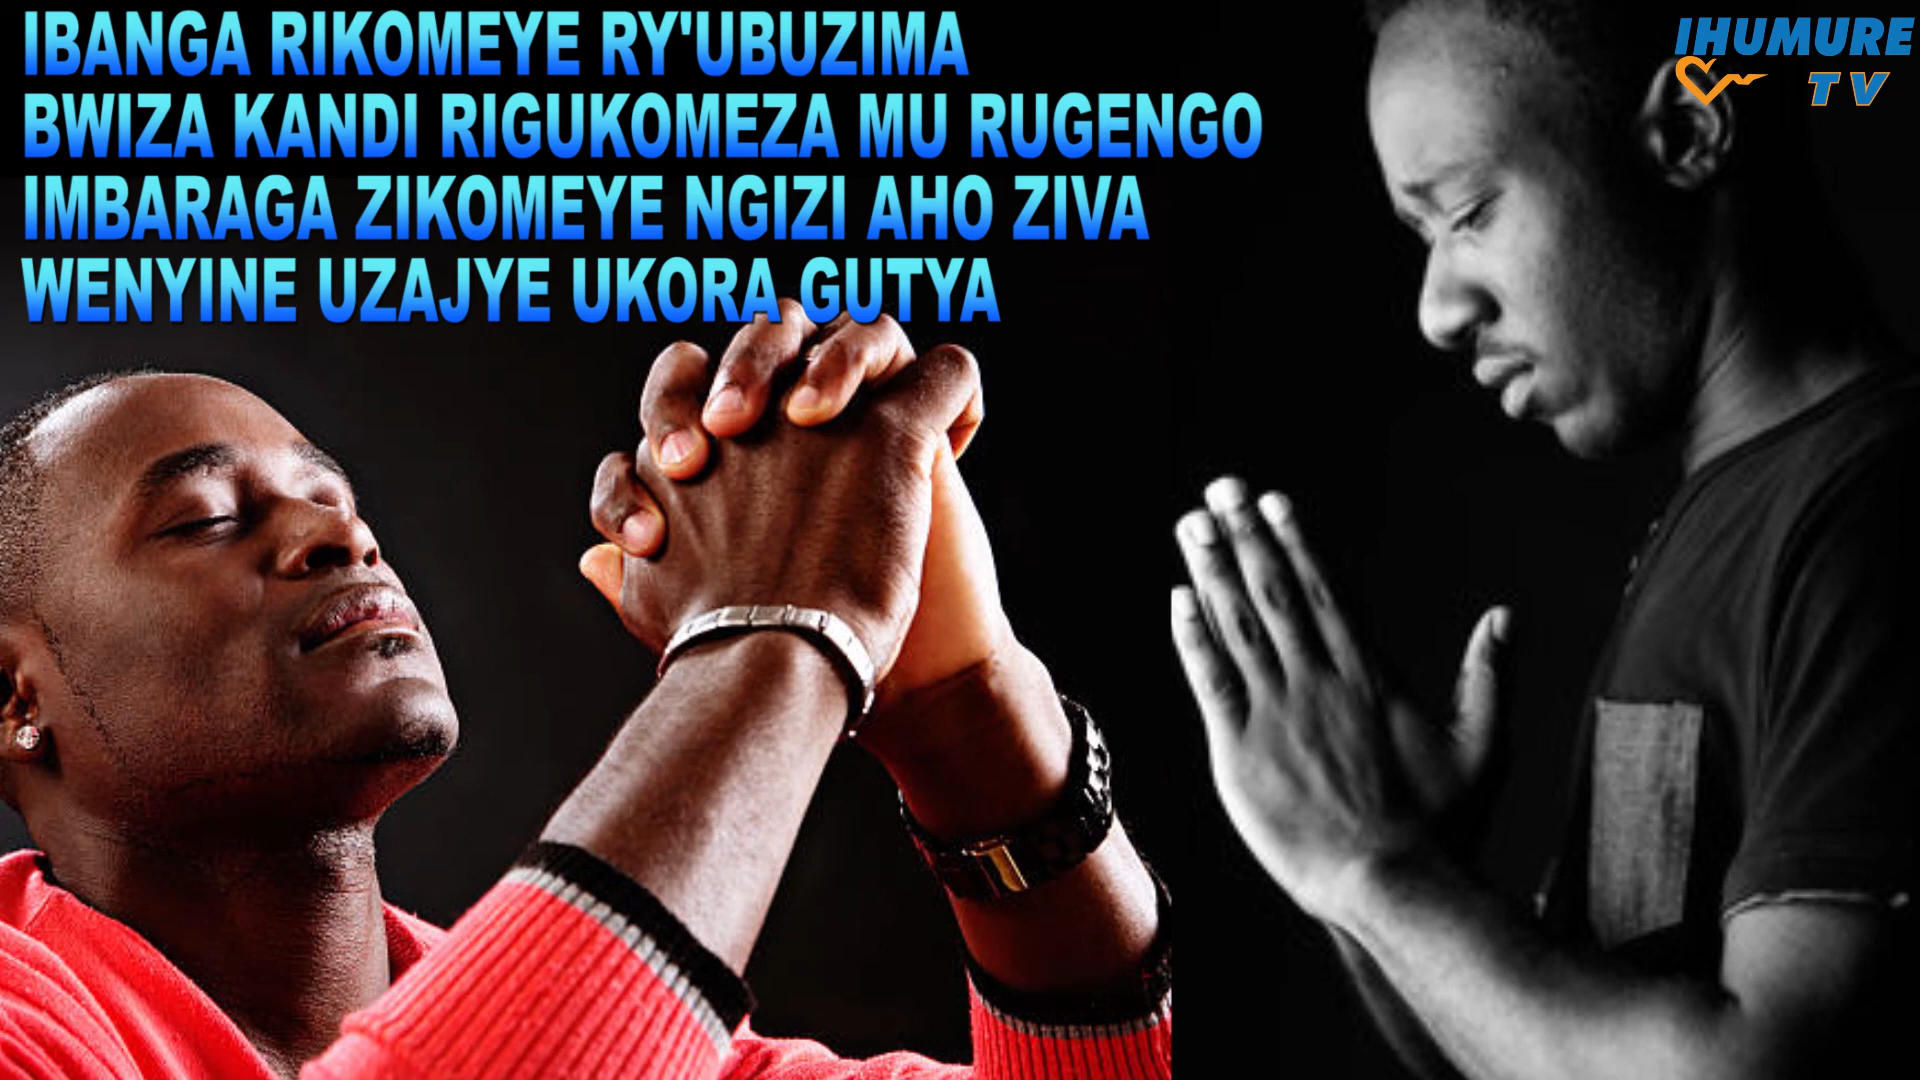 IBANGA RIKOMEYE RY'UBUZIMA
BWIZA KANDI RIGUKOMEZA MU RUGENGO
IMBARAGA ZIKOMEYE NGIZI AHO ZIVA
WENYINE UZAJYE UKORA GUTYA
IHUMURE
TV